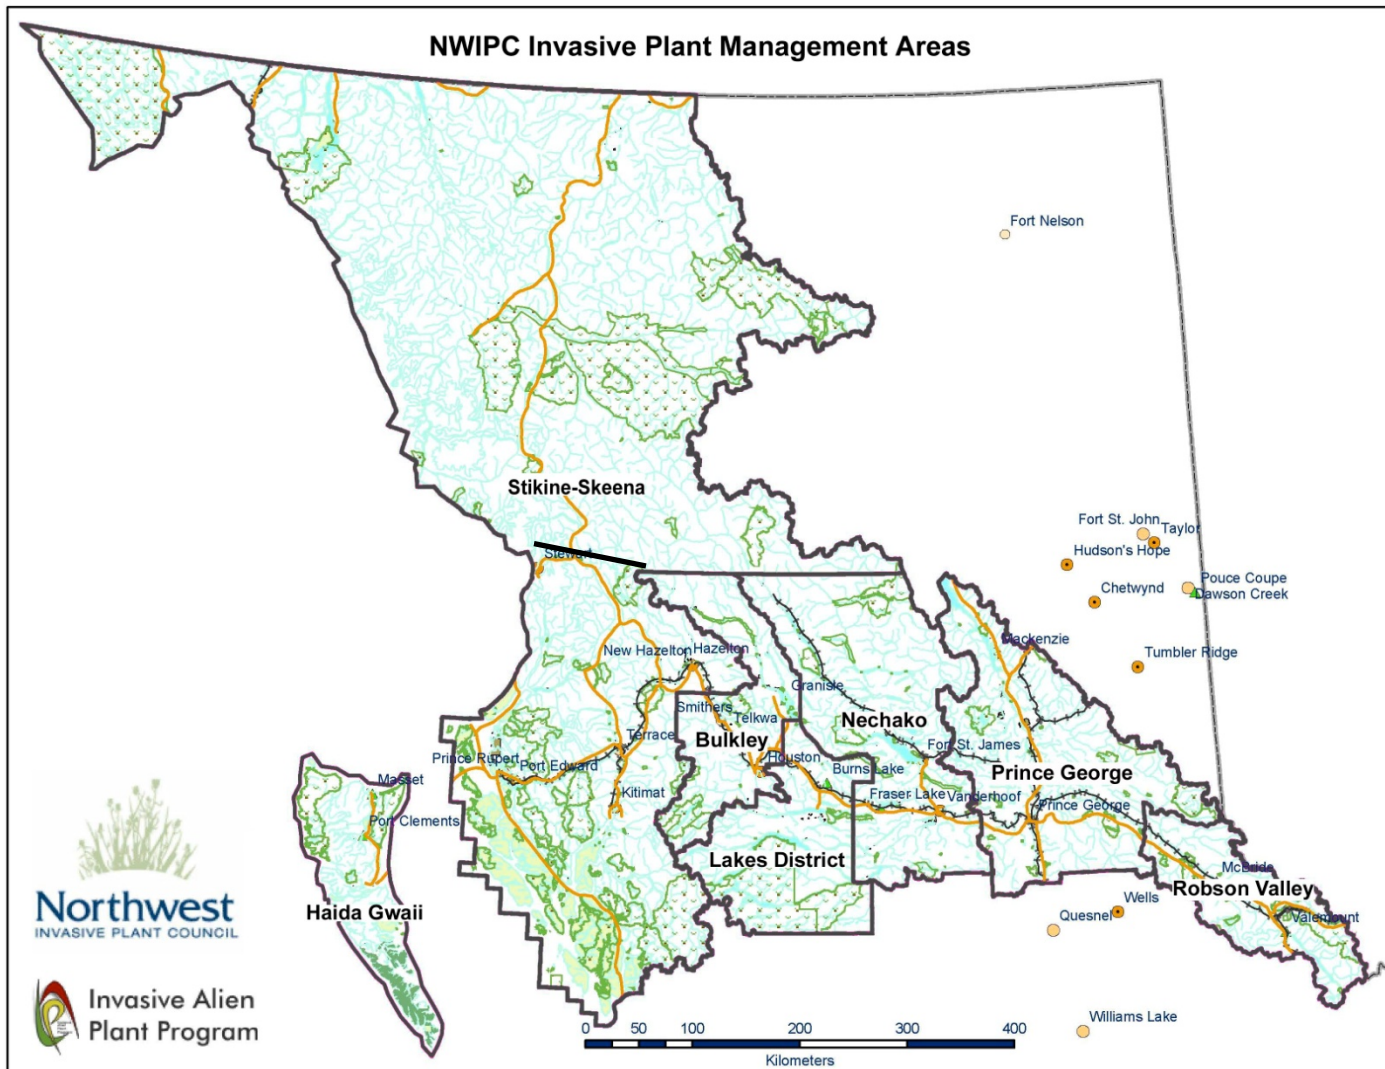 NWIPC Invasive Plant Management Areas
Fort Nelson
Stikine-Skeena
Fort St. John
Taylor
Hudson's Hope
Stewart
Pouce Coupe
Chetwynd
Dawson Creek
Mackenzie
New Hazelton
Hazelton
Tumbler Ridge
Granisle
Smithers
Telkwa
Nechako
Bulkley
Terrace
Fort St. James
Prince Rupert
Port Edward
Houston
Burns Lake
Prince George
Masset
Kitimat
Fraser Lake
Vanderhoof
Prince George
Port Clements
Lakes District
McBride
Robson Valley
Northwest
INVASIVE PLANT COUNCIL
Haida Gwaii
Wells
Quesnel
Valemount
Invasive Alien
Plant Program
Williams Lake
0 50 100 200 300 400
Kilometers